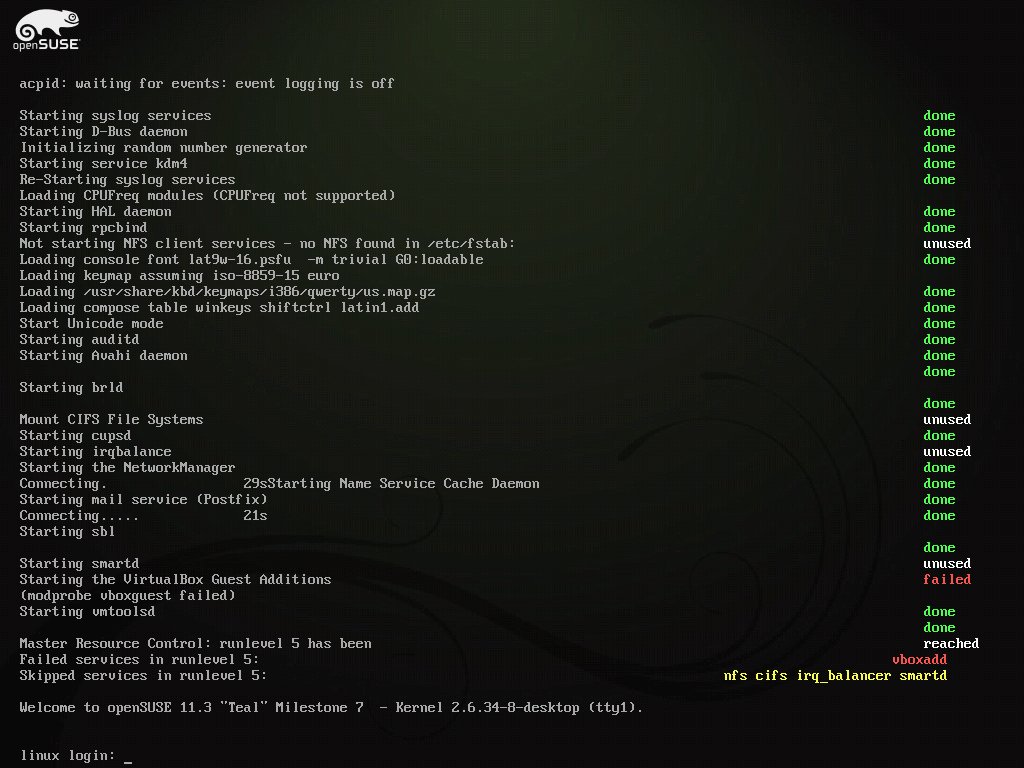 openSUSE
acpid: waiting for events: event logging is off
Starting syslog services done
Starting D-Bus daemon done
Initializing random number generator done
Starting service kdm4 done
Re-Starting syslog services done
Loading CPUFreq modules (CPUFreq not supported)
Starting HAL daemon done
Starting rpcbind done
Not starting NFS client services - no NFS found in /etc/fstab: unused
Loading console font lat9w-16.psfu  -m trivial G0:loadable done
Loading keymap assuming iso-8859-15 euro
Loading /usr/share/kbd/keymaps/i386/qwerty/us.map.gz done
Loading compose table winkeys shiftctrl latin1.add done
Start Unicode mode done
Starting auditd done
Starting Avahi daemon done
done
Starting brld
done
Mount CIFS File Systems unused
Starting cupsd done
Starting irqbalance unused
Starting the NetworkManager done
Connecting. 29sStarting Name Service Cache Daemon done
Starting mail service (Postfix) done
Connecting..... 21s done
Starting sbl
done
Starting smartd unused
Starting the VirtualBox Guest Additions failed
(modprobe vboxguest failed)
Starting vmtoolsd done
done
Master Resource Control: runlevel 5 has been reached
Failed services in runlevel 5: vboxadd
Skipped services in runlevel 5: nfs cifs irq_balancer smartd
Welcome to openSUSE 11.3 "Teal" Milestone 7  - Kernel 2.6.34-8-desktop (tty1).
linux login: _